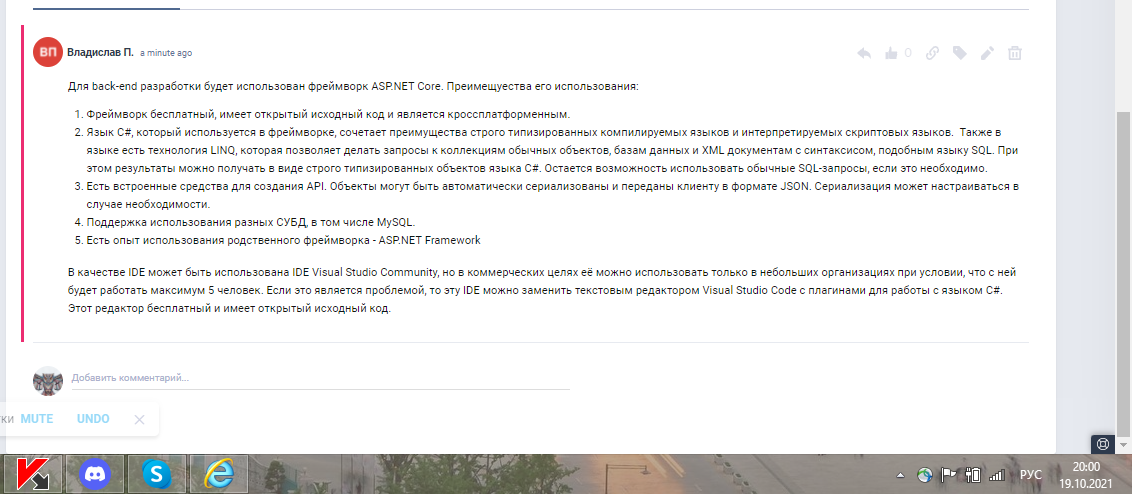 ВП Владислав П. a minute ago 0
Для back-end разработки будет использован фреймворк ASP.NET Core. Преимещуества его использования:
1. Фреймворк бесплатный, имеет открытый исходный код и является кроссплатформенным.
2. Язык C#, который используется в фреймворке, сочетает преимущества строго типизированных компилируемых языков и интерпретируемых скриптовых языков. Также в
языке есть технология LINQ, которая позволяет делать запросы к коллекциям обычных объектов, базам данных и XML документам с синтаксисом, подобным языку SQL. При
этом результаты можно получать в виде строго типизированных объектов языка C#. Остается возможность использовать обычные SQL-запросы, если это необходимо.
3. Есть встроенные средства для создания API. Объекты могут быть автоматически сериализованы и переданы клиенту в формате JSON. Сериализация может настраиваться в
случае необходимости.
4. Поддержка использования разных СУБД, в том числе MySQL.
5. Есть опыт использования родственного фреймворка - ASP.NET Framework
В качестве IDE может быть использована IDE Visual Studio Community, но в коммерческих целях её можно использовать только в небольших организациях при условии, что с ней
будет работать максимум 5 человек. Если это является проблемой, то эту IDE можно заменить текстовым редактором Visual Studio Code с плагинами для работы с языком C#.
Этот редактор бесплатный и имеет открытый исходный код.
Добавить комментарий...
тки MUTE UNDO
РУС
20:00
19.10.2021